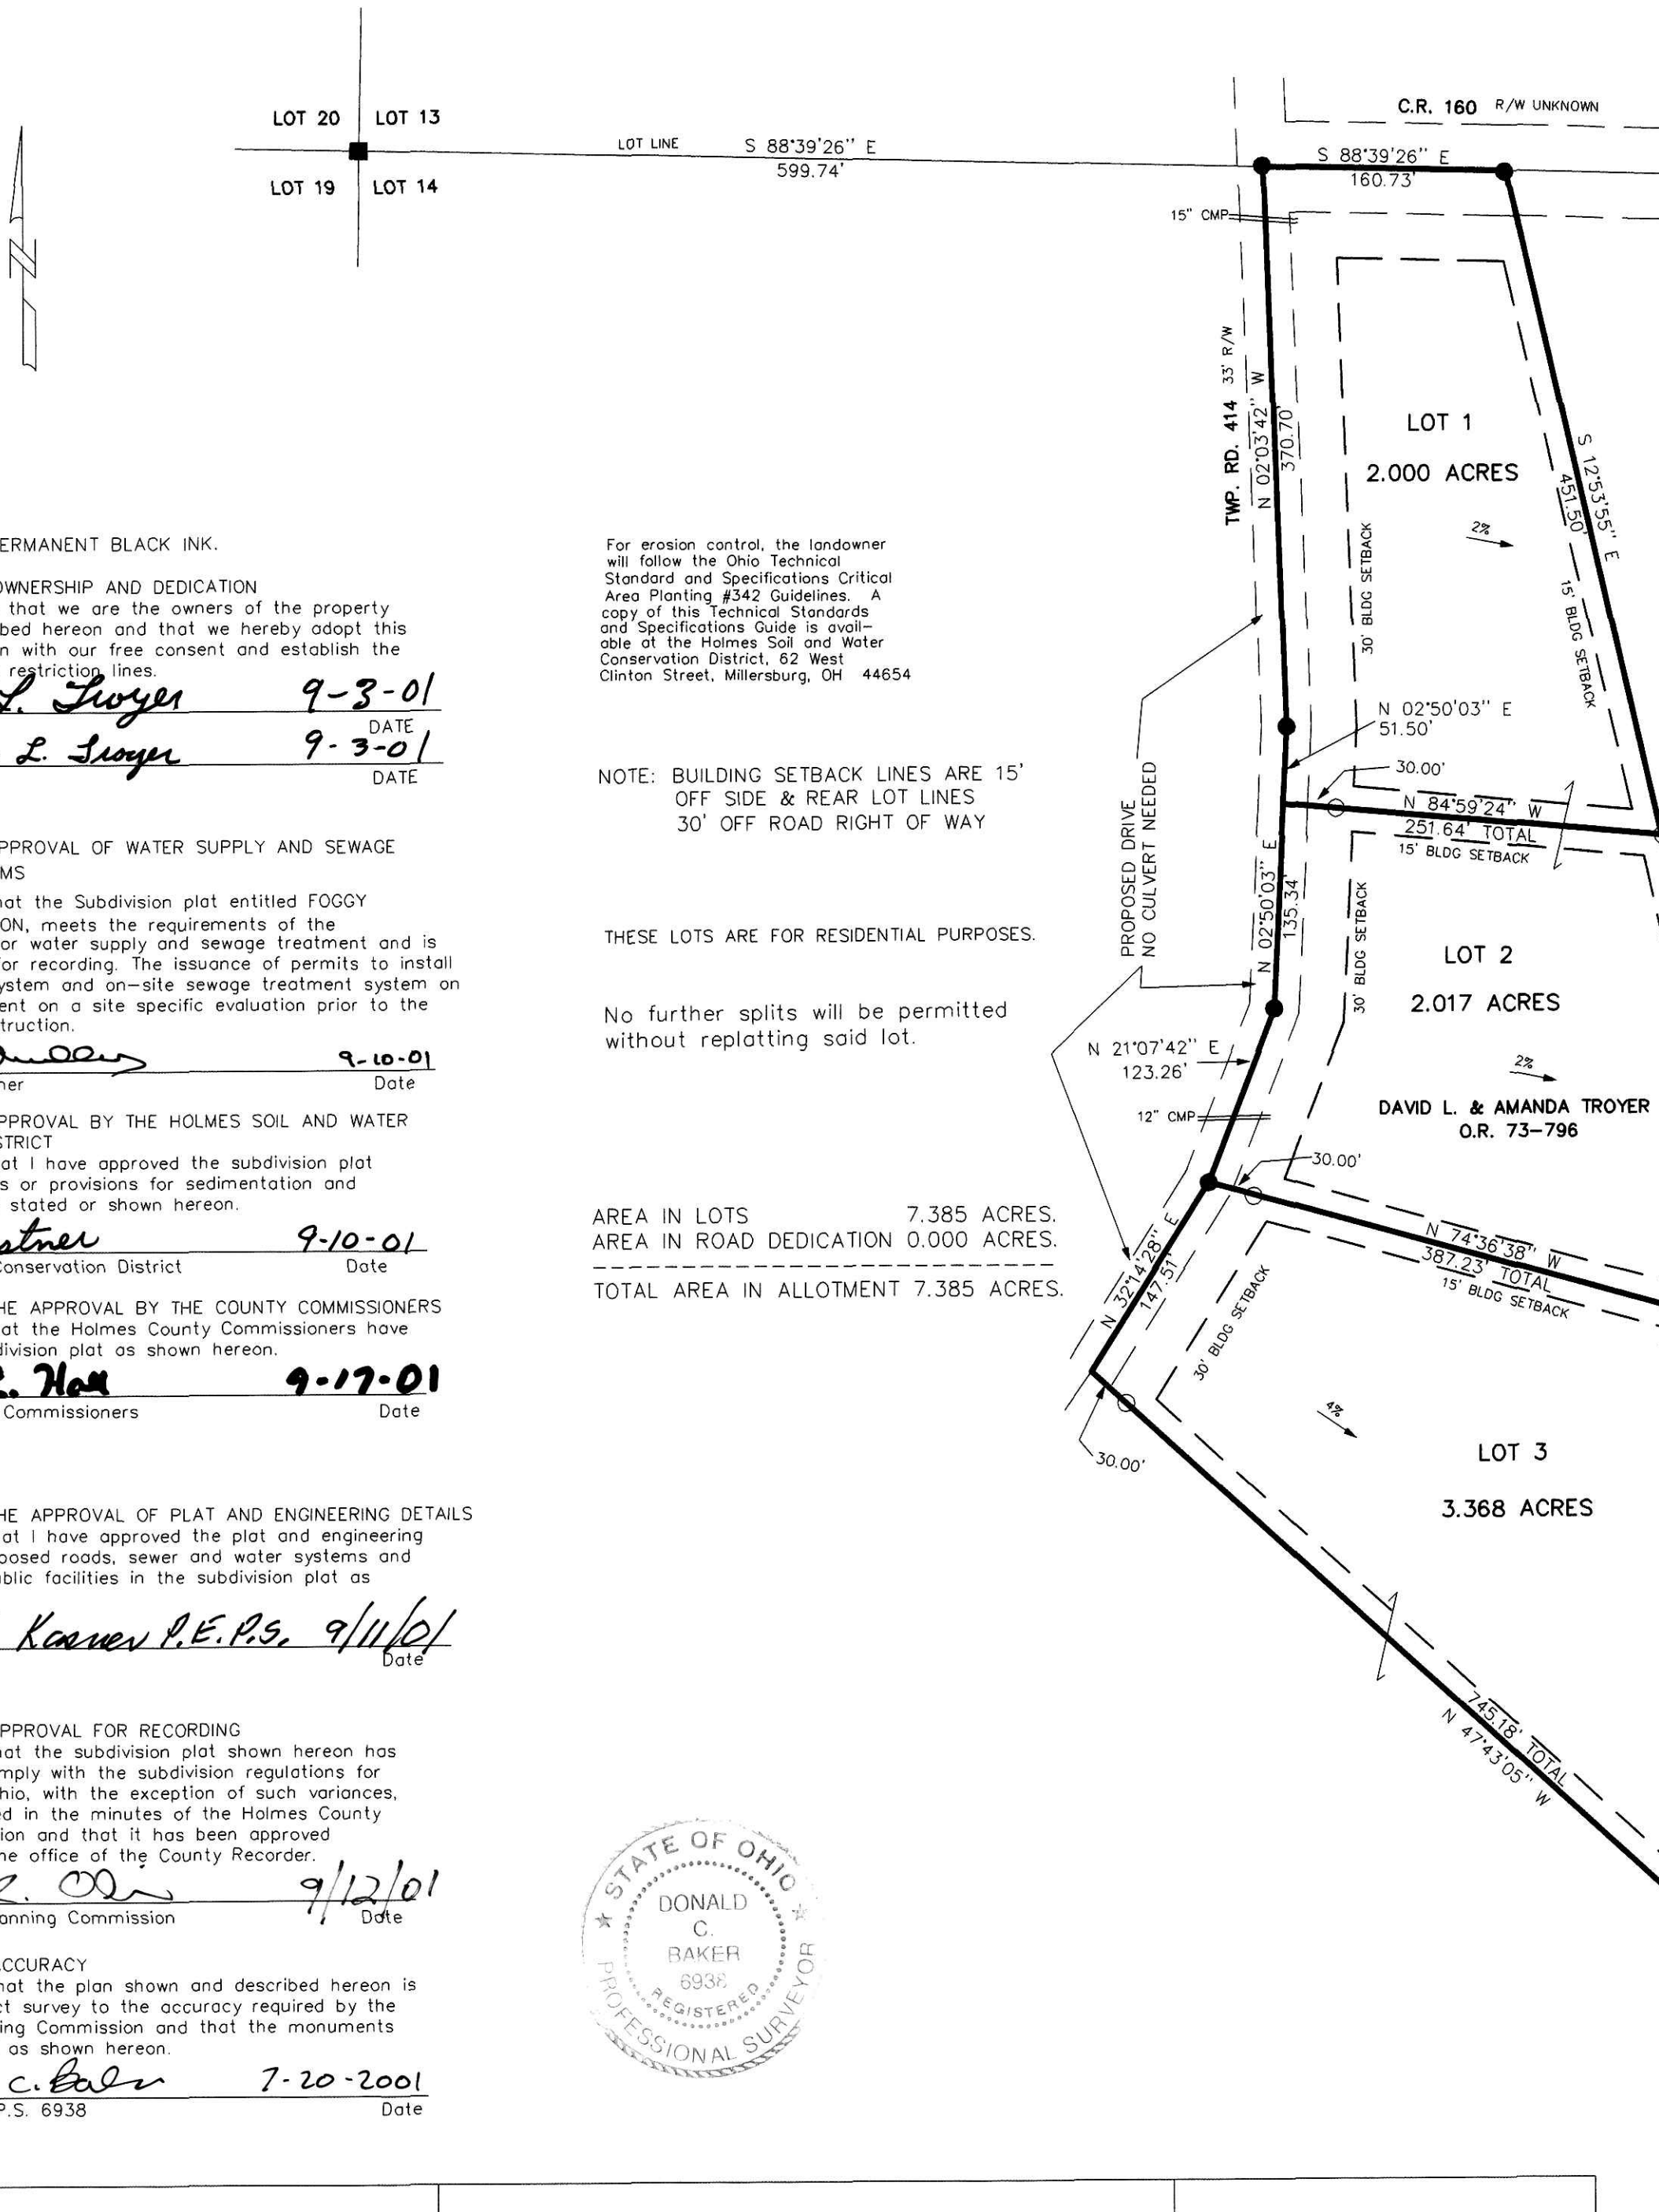 LOT 20
LOT 13
LOT 19
LOT 14
LOT LINE
S 88°39'26'' E
599.74'
C.R. 160 R/W UNKNOWN
S 88°39'26'' E
160.73'
15" CMP
TWP. RD. 414 33' R/W
N 02°03'42'' W
370.70'
LOT 1
2.000 ACRES
2%
S 12°53'55'' E
451.50'
30' BLDG SETBACK
15' BLDG SETBACK
N 02°50'03'' E
51.50'
30.00'
N 84°59'24'' W
251.64' TOTAL
15' BLDG SETBACK
PROPOSED DRIVE
NO CULVERT NEEDED
N 02°50'03'' E
135.34'
30' BLDG SETBACK
LOT 2
2.017 ACRES
2%
N 21°07'42'' E
123.26'
12" CMP
DAVID L. & AMANDA TROYER
O.R. 73-796
30.00'
N 74°36'38'' W
387.23' TOTAL
15' BLDG SETBACK
N 32°14'28'' E
147.51'
30' BLDG SETBACK
30.00'
4%
LOT 3
3.368 ACRES
745.18' TOTAL
N 47°43'05'' W
N
ERMANENT BLACK INK.
OWNERSHIP AND DEDICATION
that we are the owners of the property
bed hereon and that we hereby adopt this
n with our free consent and establish the
restriction lines.
L. Troyer 9-3-01
DATE
L. Troyer 9-3-01
DATE
PPROVAL OF WATER SUPPLY AND SEWAGE
MS
hat the Subdivision plat entitled FOGGY
ON, meets the requirements of the
or water supply and sewage treatment and is
for recording. The issuance of permits to install
ystem and on-site sewage treatment system on
ent on a site specific evaluation prior to the
truction.
9-10-01
ner Date
PPROVAL BY THE HOLMES SOIL AND WATER
STRICT
at I have approved the subdivision plat
s or provisions for sedimentation and
stated or shown hereon.
stner 9-10-01
Conservation District Date
HE APPROVAL BY THE COUNTY COMMISSIONERS
at the Holmes County Commissioners have
division plat as shown hereon.
Hall 9-17-01
Commissioners Date
HE APPROVAL OF PLAT AND ENGINEERING DETAILS
at I have approved the plat and engineering
posed roads, sewer and water systems and
ublic facilities in the subdivision plat as
P.E.P.S. 9/11/01
Date
PPROVAL FOR RECORDING
hat the subdivision plat shown hereon has
mply with the subdivision regulations for
hio, with the exception of such variances,
ed in the minutes of the Holmes County
ion and that it has been approved
he office of the County Recorder.
9/12/01
anning Commission Date
ACCURACY
hat the plan shown and described hereon is
ct survey to the accuracy required by the
ing Commission and that the monuments
as shown hereon.
C. Baker 7-20-2001
P.S. 6938 Date
For erosion control, the landowner
will follow the Ohio Technical
Standard and Specifications Critical
Area Planting #342 Guidelines. A
copy of this Technical Standards
and Specifications Guide is avail-
able at the Holmes Soil and Water
Conservation District, 62 West
Clinton Street, Millersburg, OH 44654
NOTE: BUILDING SETBACK LINES ARE 15'
OFF SIDE & REAR LOT LINES
30' OFF ROAD RIGHT OF WAY
THESE LOTS ARE FOR RESIDENTIAL PURPOSES.
No further splits will be permitted
without replatting said lot.
AREA IN LOTS 7.385 ACRES.
AREA IN ROAD DEDICATION 0.000 ACRES.
TOTAL AREA IN ALLOTMENT 7.385 ACRES.
STATE OF OHIO
DONALD
C.
BAKER
6938
REGISTERED
PROFESSIONAL SURVEYOR